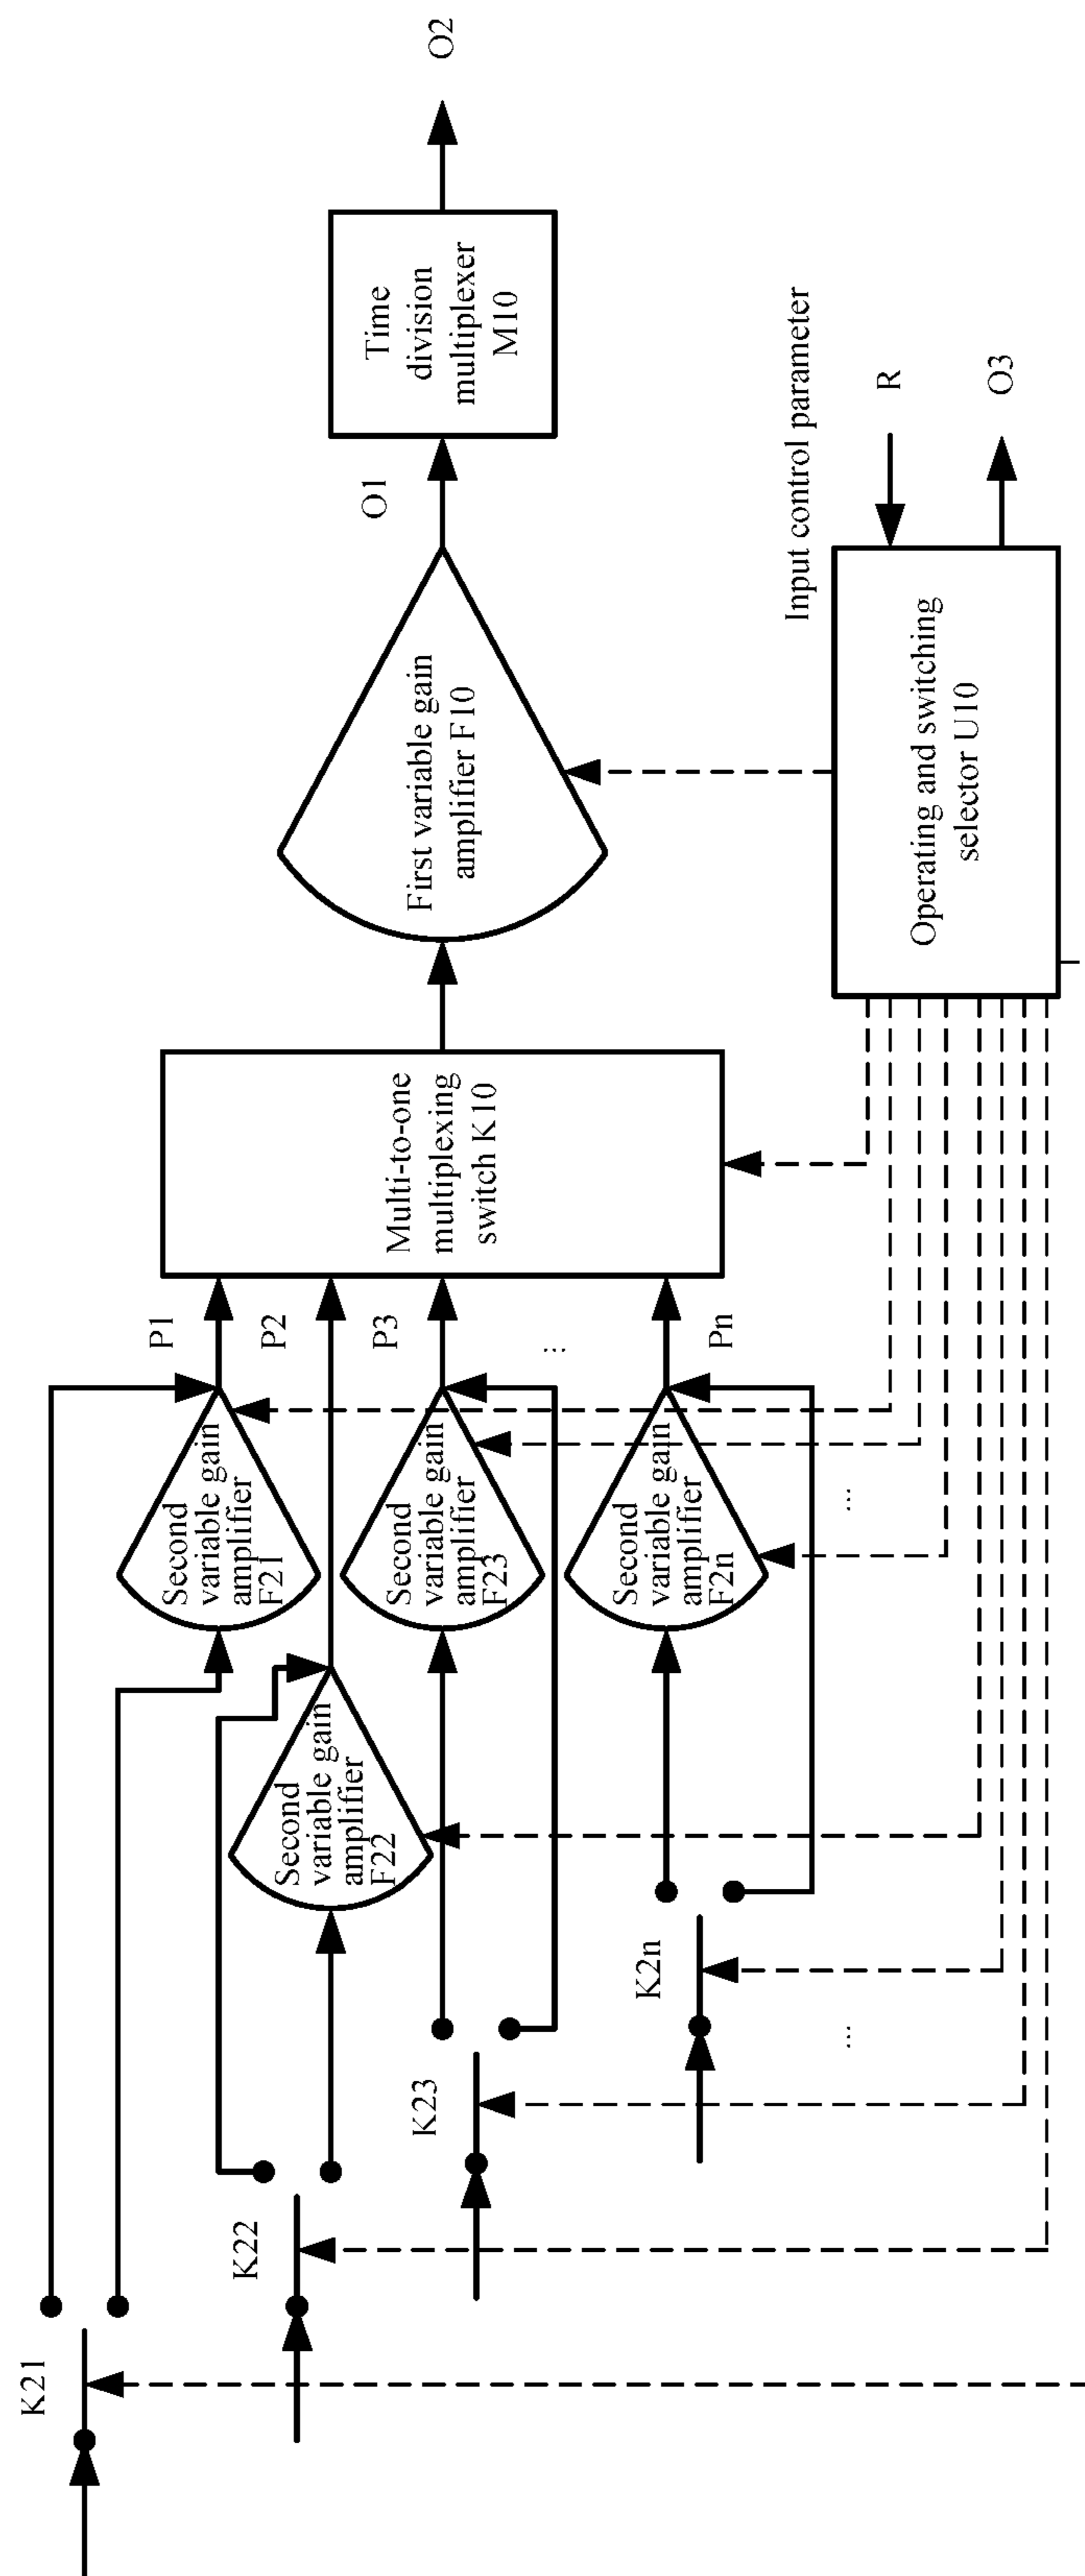 K21
K22
K23
K2n
...
Second
variable gain
amplifier
F22
Second
variable gain
amplifier
F21
Second
variable gain
amplifier
F23
Second
variable gain
amplifier
F2n
...
P1
P2
P3
...
Pn
Multi-to-one
multiplexing
switch K10
First variable gain
amplifier F10
O1
Time
division
multiplexer
M10
O2
Operating and switching
selector U10
Input control parameter
R
O3